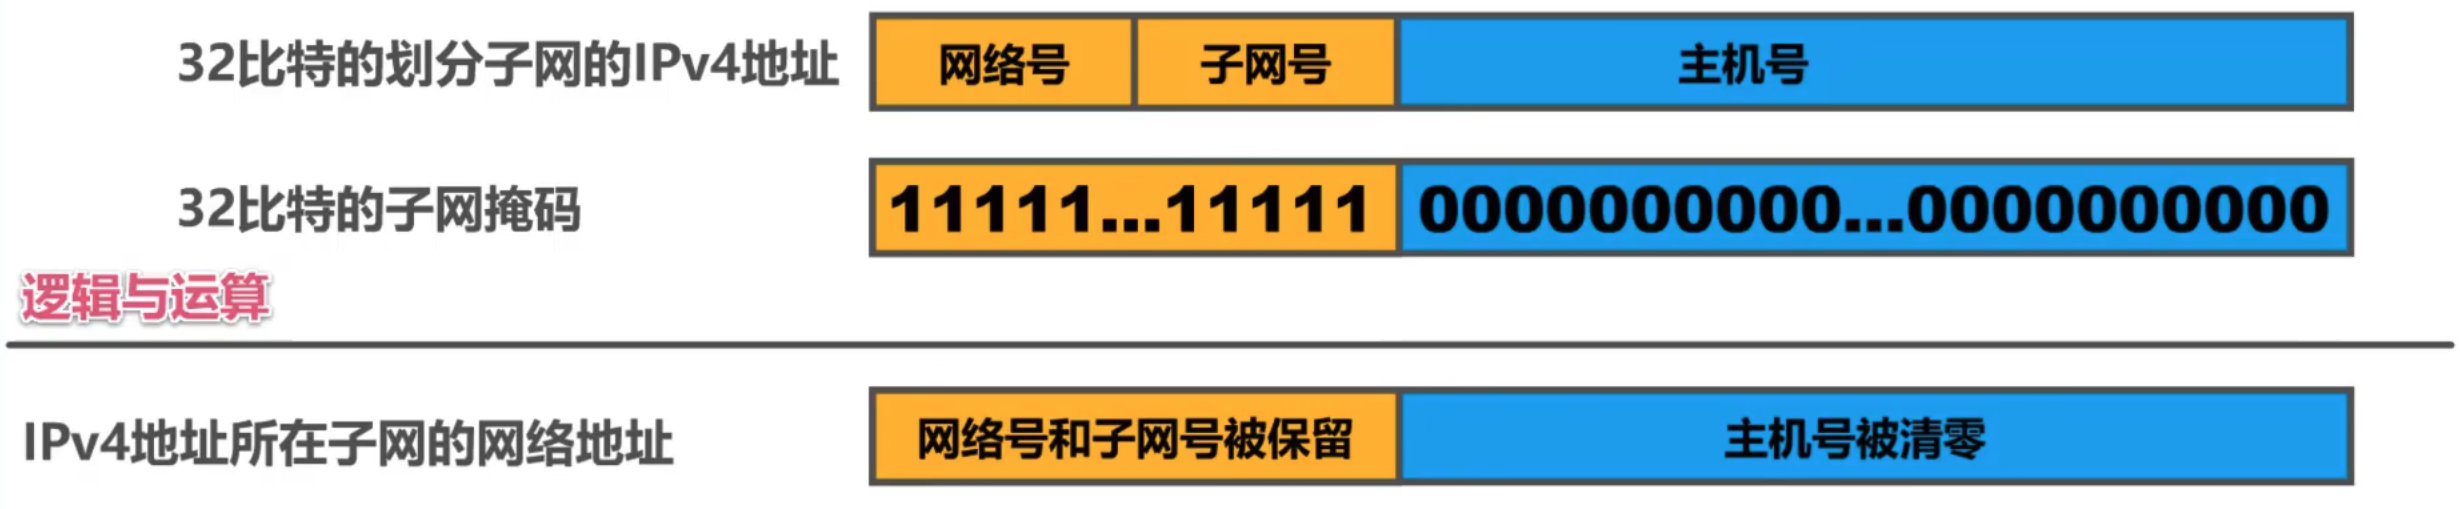 32比特的划分子网的IPv4地址 网络号 子网号 主机号
32比特的子网掩码 11111...11111 0000000000...0000000000
逻辑与运算
IPv4地址所在子网的网络地址 网络号和子网号被保留 主机号被清零